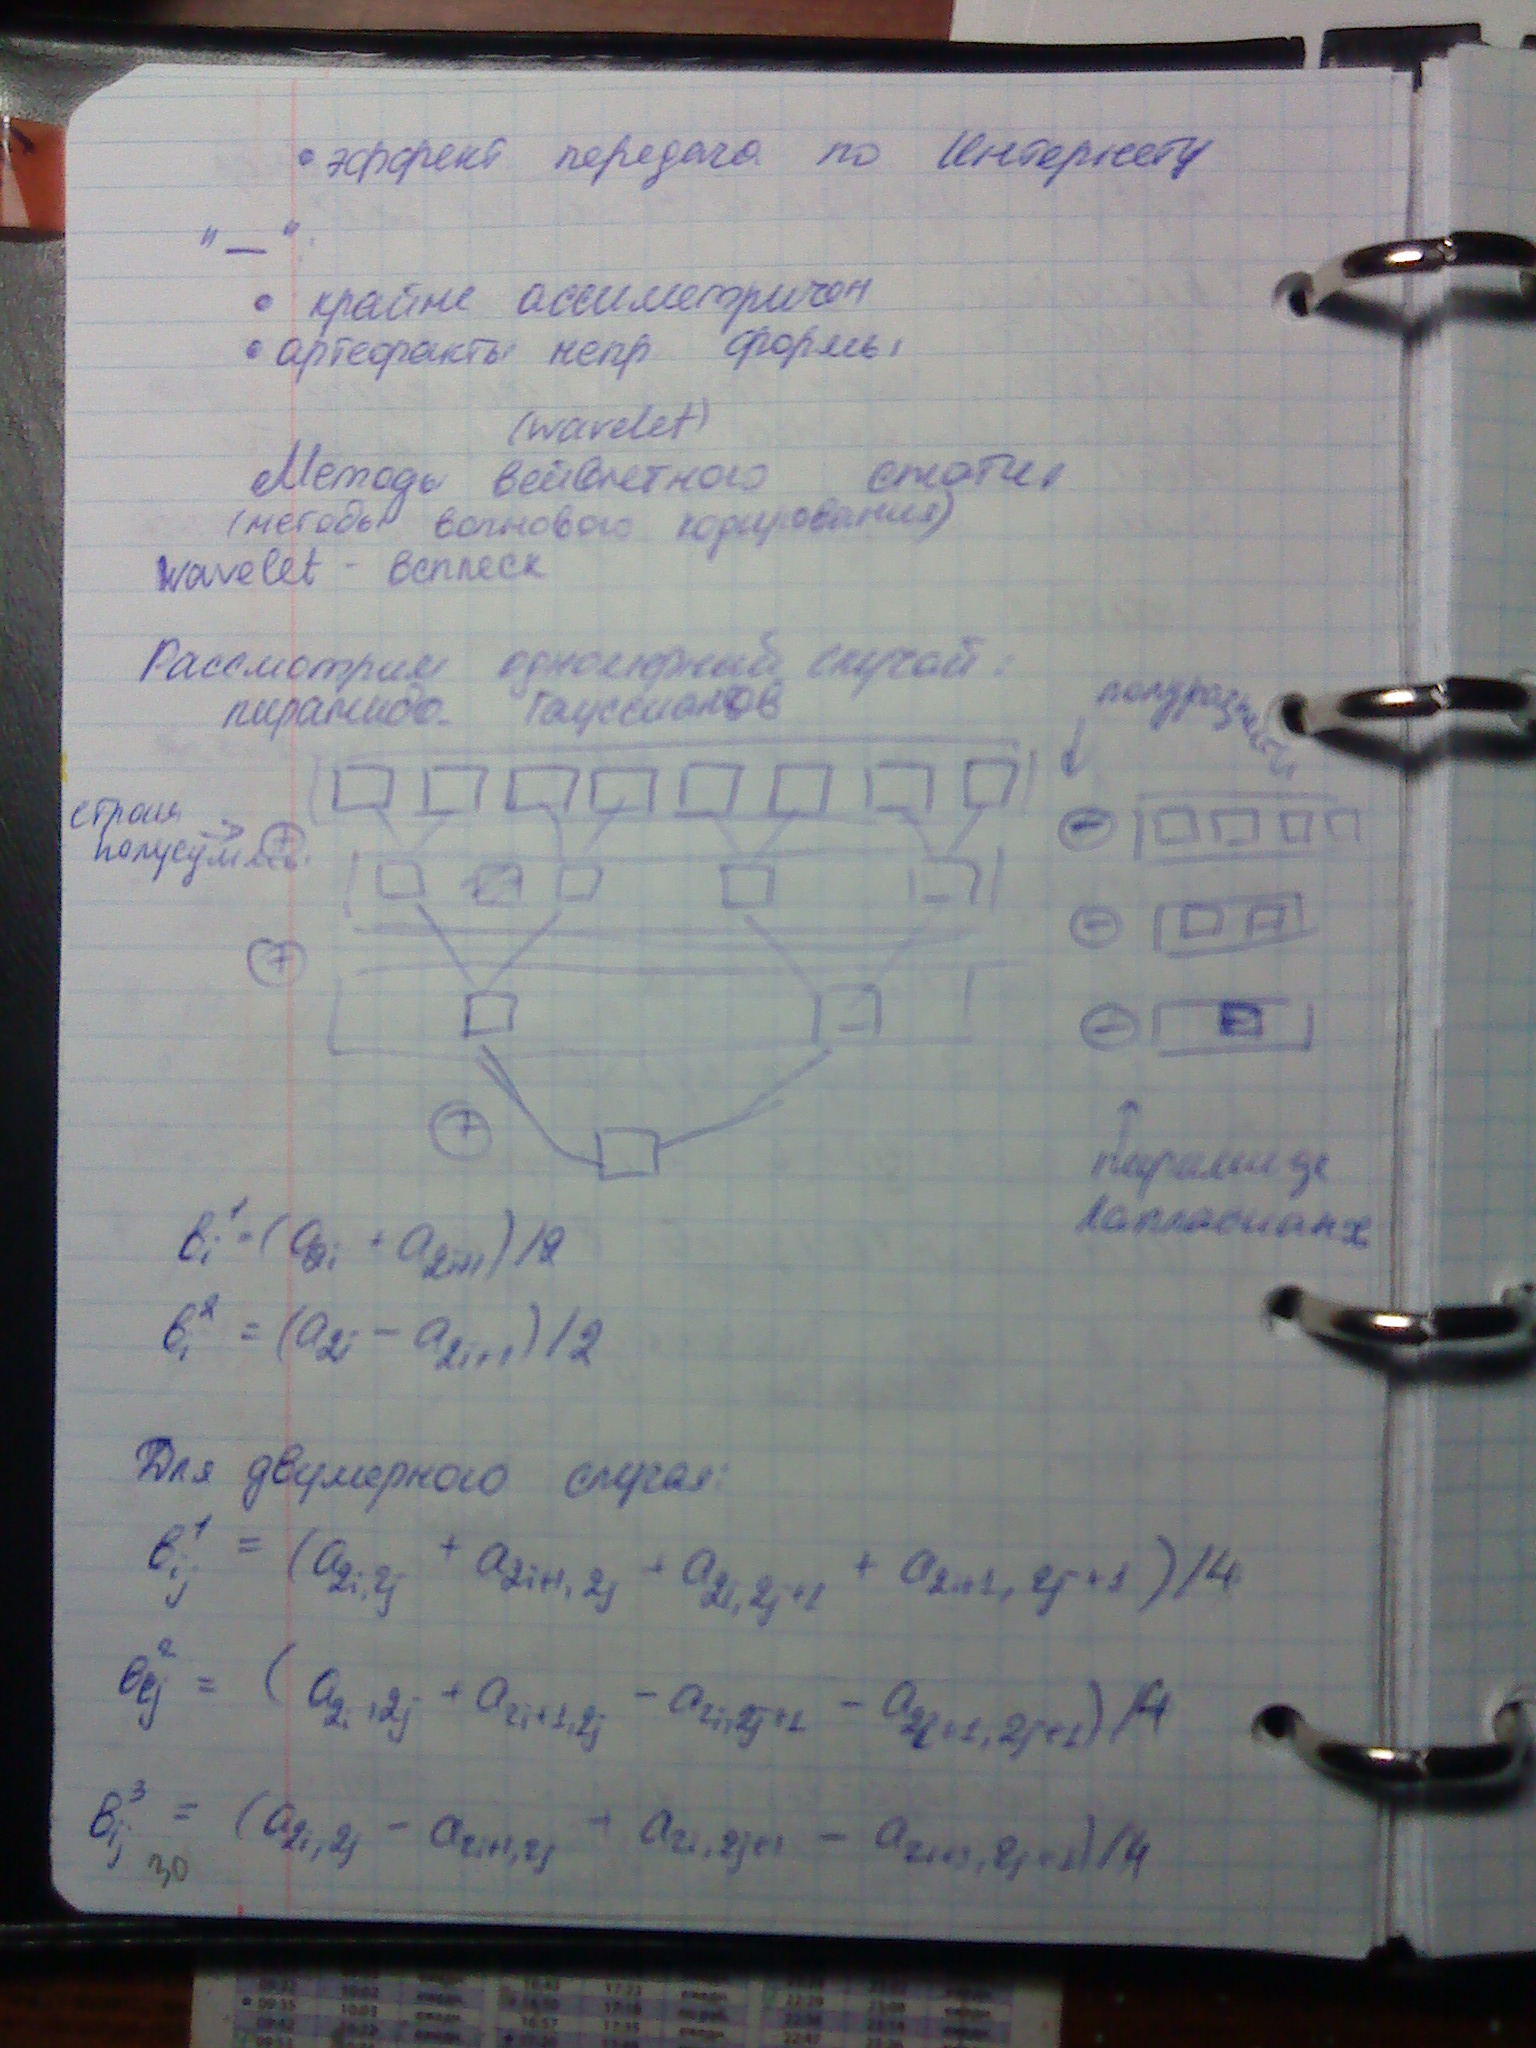 • эффект передача по Интернету
"—":
• крайне ассиметричен
• артефакты непр формы
(wavelet)
Методы вейвлетного сжатия
(методы волнового кодирования)
wavelet - всплеск
Рассмотрим одномерный случай:
пирамида Гауссианов
полуразности
строим
полусуммы
+
-
+
-
-
+
пирамида
Лапласиана
b_i^1 = (a_{2i} + a_{2i+1})/2
b_i^2 = (a_{2i} - a_{2i+1})/2
Для двумерного случая:
b_{ij}^1 = (a_{2i,2j} + a_{2i+1,2j} + a_{2i,2j+1} + a_{2i+1,2j+1})/4
b_{ij}^2 = (a_{2i,2j} + a_{2i+1,2j} - a_{2i,2j+1} - a_{2i+1,2j+1})/4
b_{ij}^3 = (a_{2i,2j} - a_{2i+1,2j} + a_{2i,2j+1} - a_{2i+1,2j+1})/4
30